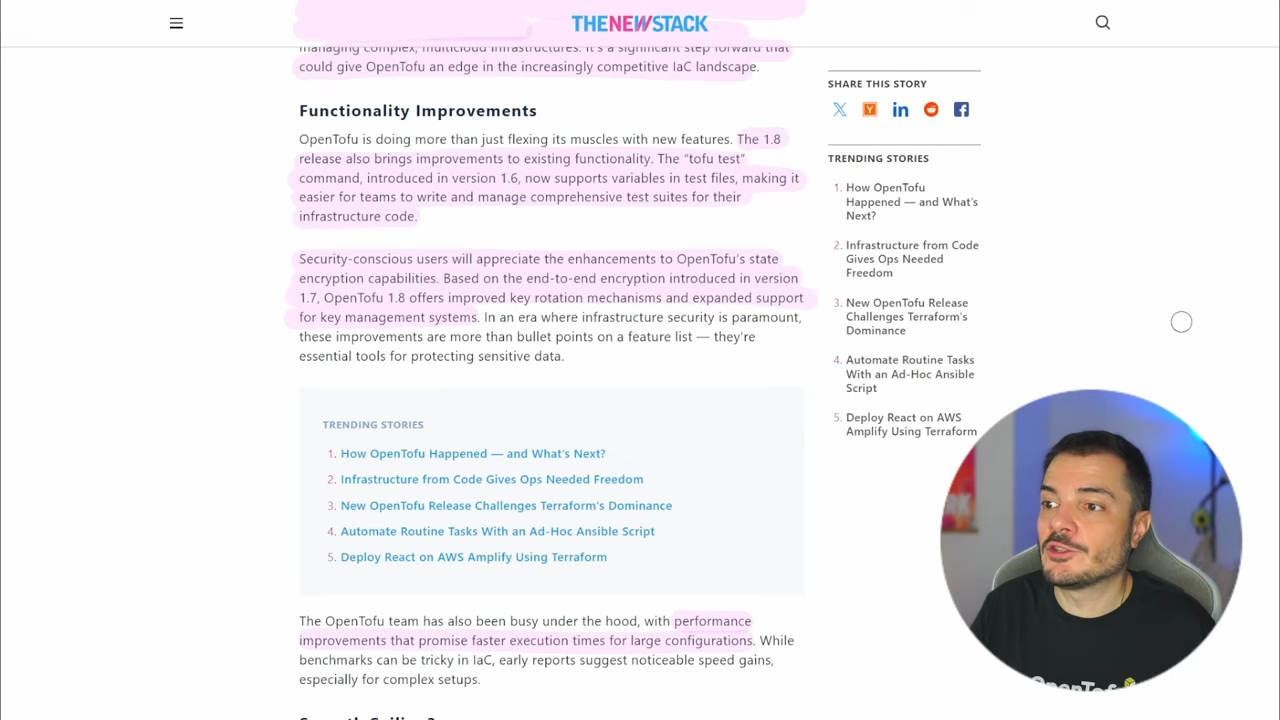 THENEWSTACK
managing complex, multicloud infrastructures. It's a significant step forward that
could give OpenTofu an edge in the increasingly competitive IaC landscape.
Functionality Improvements
OpenTofu is doing more than just flexing its muscles with new features. The 1.8
release also brings improvements to existing functionality. The “tofu test”
command, introduced in version 1.6, now supports variables in test files, making it
easier for teams to write and manage comprehensive test suites for their
infrastructure code.
Security-conscious users will appreciate the enhancements to OpenTofu's state
encryption capabilities. Based on the end-to-end encryption introduced in version
1.7, OpenTofu 1.8 offers improved key rotation mechanisms and expanded support
for key management systems. In an era where infrastructure security is paramount,
these improvements are more than bullet points on a feature list — they're
essential tools for protecting sensitive data.
TRENDING STORIES
1. How OpenTofu Happened — and What's Next?
2. Infrastructure from Code Gives Ops Needed Freedom
3. New OpenTofu Release Challenges Terraform's Dominance
4. Automate Routine Tasks With an Ad-Hoc Ansible Script
5. Deploy React on AWS Amplify Using Terraform
The OpenTofu team has also been busy under the hood, with performance
improvements that promise faster execution times for large configurations. While
benchmarks can be tricky in IaC, early reports suggest noticeable speed gains,
especially for complex setups.
SHARE THIS STORY
TRENDING STORIES
1. How OpenTofu
Happened — and What's
Next?
2. Infrastructure from Code
Gives Ops Needed
Freedom
3. New OpenTofu Release
Challenges Terraform's
Dominance
4. Automate Routine Tasks
With an Ad-Hoc Ansible
Script
5. Deploy React on AWS
Amplify Using Terraform
OpenTofu